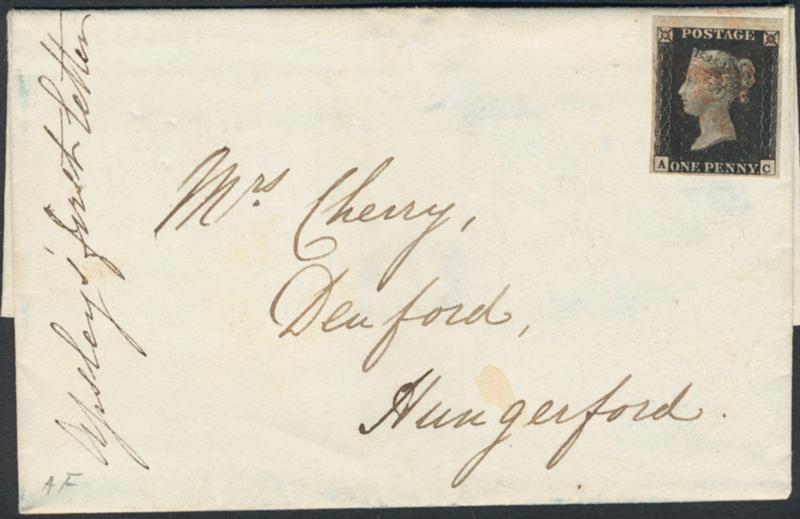 POSTAGE
A ONE PENNY C
Mrs Cherry,
Denford,
Hungerford.
Apsley's first letter
AF